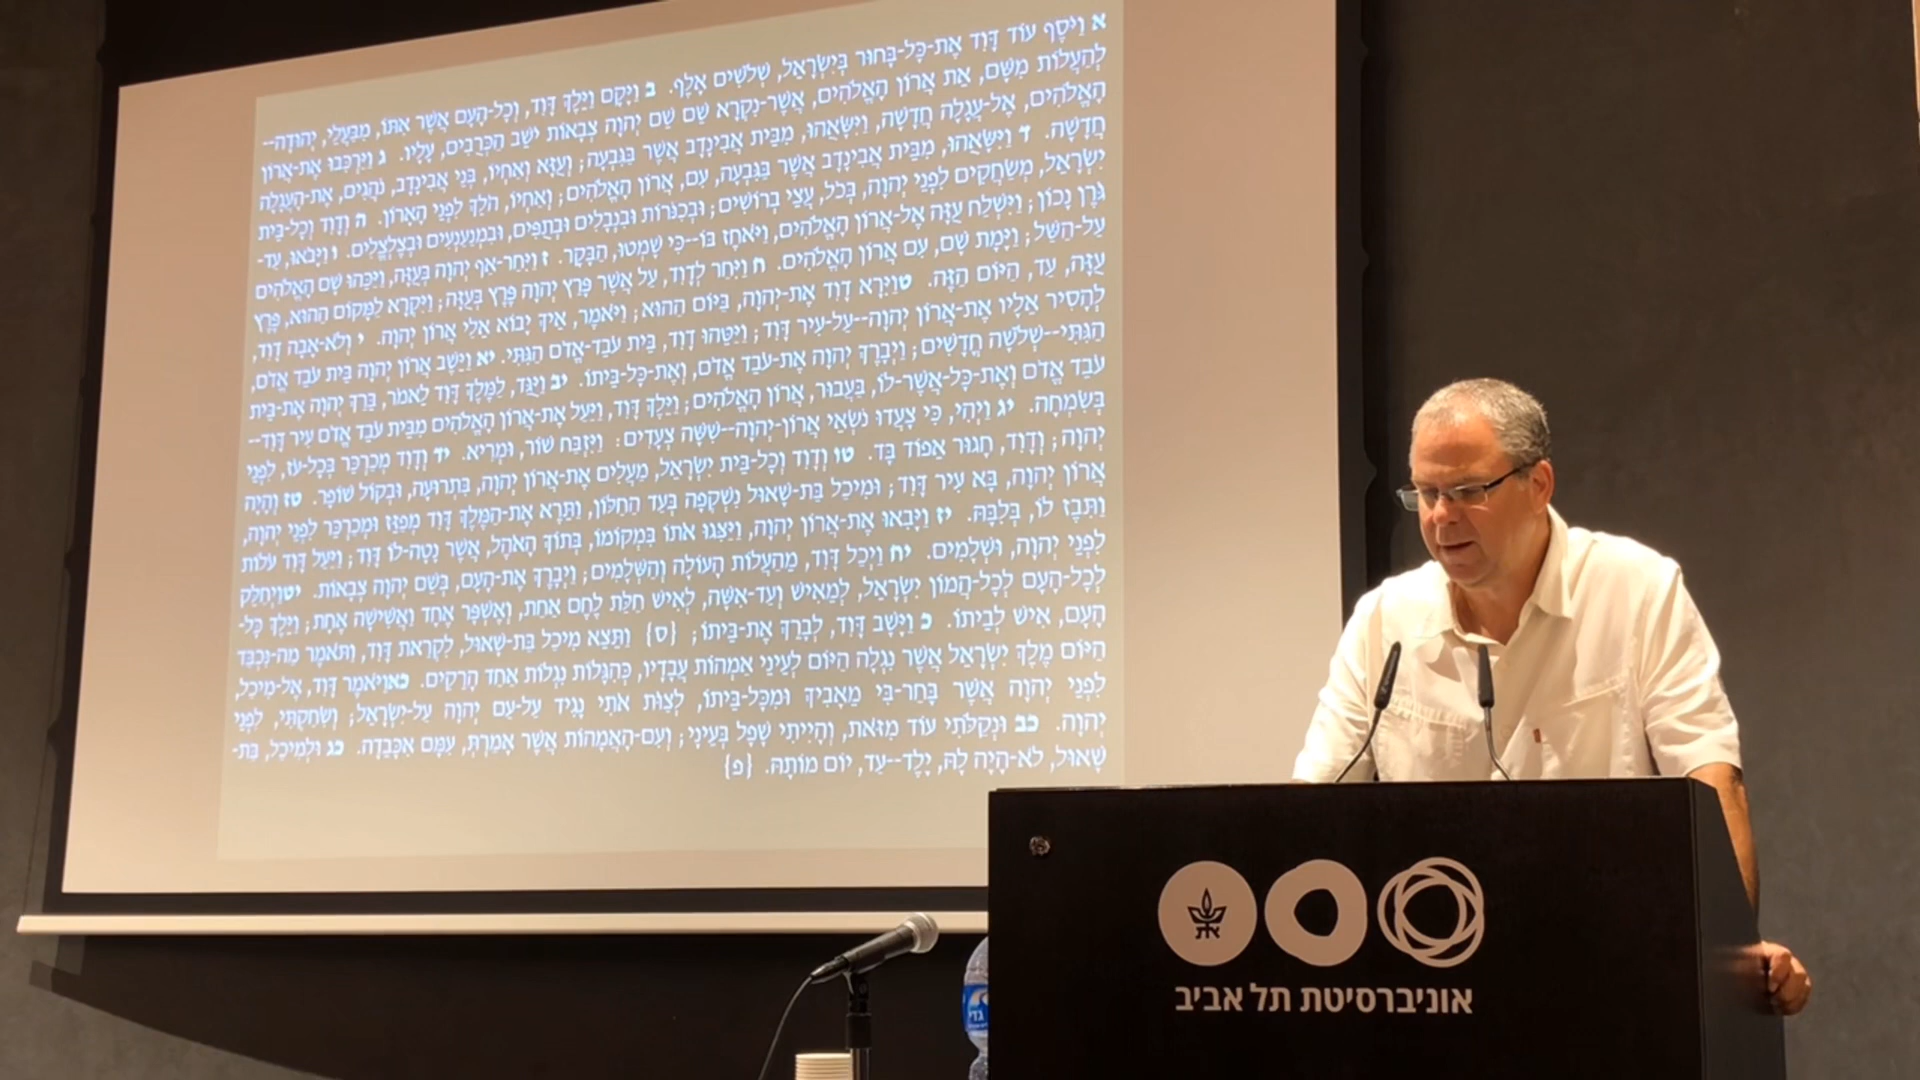 א וַיֹּסֶף עוֹד דָּוִד אֶת-כָּל-בָּחוּר בְּיִשְׂרָאֵל, שְׁלֹשִׁים אָלֶף. ב וַיָּקָם וַיֵּלֶךְ דָּוִד, וְכָל-הָעָם אֲשֶׁר אִתּוֹ, מִבַּעֲלֵי, יְהוּדָה--
לְהַעֲלוֹת מִשָּׁם, אֵת אֲרוֹן הָאֱלֹהִים, אֲשֶׁר-נִקְרָא שֵׁם שֵׁם יְהוָה צְבָאוֹת יֹשֵׁב הַכְּרֻבִים, עָלָיו. ג וַיַּרְכִּבוּ אֶת-אֲרוֹן
הָאֱלֹהִים, אֶל-עֲגָלָה חֲדָשָׁה, וַיִּשָּׂאֻהוּ, מִבֵּית אֲבִינָדָב אֲשֶׁר בַּגִּבְעָה; וְעֻזָּא וְאַחְיוֹ, בְּנֵי אֲבִינָדָב, נֹהֲגִים, אֶת-הָעֲגָלָה
חֲדָשָׁה. ד וַיִּשָּׂאֻהוּ, מִבֵּית אֲבִינָדָב אֲשֶׁר בַּגִּבְעָה, עִם, אֲרוֹן הָאֱלֹהִים; וְאַחְיוֹ, הֹלֵךְ לִפְנֵי הָאָרוֹן. ה וְדָוִד וְכָל-בֵּית
יִשְׂרָאֵל, מְשַׂחֲקִים לִפְנֵי יְהוָה, בְּכֹל, עֲצֵי בְרוֹשִׁים; וּבְכִנֹּרוֹת וּבִנְבָלִים וּבְתֻפִּים, וּבִמְנַעַנְעִים וּבְצֶלְצֱלִים. ו וַיָּבֹאוּ, עַד-
גֹּרֶן נָכוֹן; וַיִּשְׁלַח עֻזָּה אֶל-אֲרוֹן הָאֱלֹהִים, וַיֹּאחֶז בּוֹ--כִּי שָׁמְטוּ, הַבָּקָר. ז וַיִּחַר-אַף יְהוָה בְּעֻזָּה, וַיַּכֵּהוּ שָׁם הָאֱלֹהִים
עַל-הַשַּׁל; וַיָּמָת שָׁם, עִם אֲרוֹן הָאֱלֹהִים. ח וַיִּחַר לְדָוִד, עַל אֲשֶׁר פָּרַץ יְהוָה פֶּרֶץ בְּעֻזָּה; וַיִּקְרָא לַמָּקוֹם הַהוּא, פֶּרֶץ
עֻזָּה, עַד, הַיּוֹם הַזֶּה. טוַיִּרָא דָוִד אֶת-יְהוָה, בַּיּוֹם הַהוּא; וַיֹּאמֶר, אֵיךְ יָבוֹא אֵלַי אֲרוֹן יְהוָה. י וְלֹא-אָבָה דָוִד,
לְהָסִיר אֵלָיו אֶת-אֲרוֹן יְהוָה--עַל-עִיר דָּוִד; וַיַּטֵּהוּ דָוִד, בֵּית עֹבֵד-אֱדֹם הַגִּתִּי. יא וַיֵּשֶׁב אֲרוֹן יְהוָה בֵּית עֹבֵד אֱדֹם,
הַגִּתִּי--שְׁלֹשָׁה חֳדָשִׁים; וַיְבָרֶךְ יְהוָה אֶת-עֹבֵד אֱדֹם, וְאֶת-כָּל-בֵּיתוֹ. יב וַיֻּגַּד, לַמֶּלֶךְ דָּוִד לֵאמֹר, בֵּרַךְ יְהוָה אֶת-בֵּית
עֹבֵד אֱדֹם וְאֶת-כָּל-אֲשֶׁר-לוֹ, בַּעֲבוּר, אֲרוֹן הָאֱלֹהִים; וַיֵּלֶךְ דָּוִד, וַיַּעַל אֶת-אֲרוֹן הָאֱלֹהִים מִבֵּית עֹבֵד אֱדֹם עִיר דָּוִד--
בְּשִׂמְחָה. יג וַיְהִי, כִּי צָעֲדוּ נֹשְׂאֵי אֲרוֹן-יְהוָה--שִׁשָּׁה צְעָדִים: וַיִּזְבַּח שׁוֹר, וּמְרִיא. יד וְדָוִד מְכַרְכֵּר בְּכָל-עֹז, לִפְנֵי
יְהוָה; וְדָוִד, חָגוּר אֵפוֹד בָּד. טו וְדָוִד וְכָל-בֵּית יִשְׂרָאֵל, מַעֲלִים אֶת-אֲרוֹן יְהוָה, בִּתְרוּעָה, וּבְקוֹל שׁוֹפָר. טז וְהָיָה
אֲרוֹן יְהוָה, בָּא עִיר דָּוִד; וּמִיכַל בַּת-שָׁאוּל נִשְׁקְפָה בְּעַד הַחַלּוֹן, וַתֵּרֶא אֶת-הַמֶּלֶךְ דָּוִד מְפַזֵּז וּמְכַרְכֵּר לִפְנֵי יְהוָה,
וַתִּבֶז לוֹ, בְּלִבָּהּ. יז וַיָּבִאוּ אֶת-אֲרוֹן יְהוָה, וַיַּצִּגוּ אֹתוֹ בִּמְקוֹמוֹ, בְּתוֹךְ הָאֹהֶל, אֲשֶׁר נָטָה-לוֹ דָּוִד; וַיַּעַל דָּוִד עֹלוֹת
לִפְנֵי יְהוָה, וּשְׁלָמִים. יח וַיְכַל דָּוִד, מֵהַעֲלוֹת הָעוֹלָה וְהַשְּׁלָמִים; וַיְבָרֶךְ אֶת-הָעָם, בְּשֵׁם יְהוָה צְבָאוֹת. יטוַיְחַלֵּק
לְכָל-הָעָם לְכָל-הֲמוֹן יִשְׂרָאֵל, לְמֵאִישׁ וְעַד-אִשָּׁה, לְאִישׁ חַלַּת לֶחֶם אַחַת, וְאֶשְׁפָּר אֶחָד וַאֲשִׁישָׁה אֶחָת; וַיֵּלֶךְ כָּל-
הָעָם, אִישׁ לְבֵיתוֹ. כ וַיָּשָׁב דָּוִד, לְבָרֵךְ אֶת-בֵּיתוֹ; {ס} וַתֵּצֵא מִיכַל בַּת-שָׁאוּל, לִקְרַאת דָּוִד, וַתֹּאמֶר מַה-נִּכְבַּד
הַיּוֹם מֶלֶךְ יִשְׂרָאֵל אֲשֶׁר נִגְלָה הַיּוֹם לְעֵינֵי אַמְהוֹת עֲבָדָיו, כְּהִגָּלוֹת נִגְלוֹת אַחַד הָרֵקִים. כאוַיֹּאמֶר דָּוִד, אֶל-מִיכַל,
לִפְנֵי יְהוָה אֲשֶׁר בָּחַר-בִּי מֵאָבִיךְ וּמִכָּל-בֵּיתוֹ, לְצַוֹּת אֹתִי נָגִיד עַל-עַם יְהוָה עַל-יִשְׂרָאֵל; וְשִׂחַקְתִּי, לִפְנֵי
יְהוָה. כב וּנְקַלֹּתִי עוֹד מִזֹּאת, וְהָיִיתִי שָׁפָל בְּעֵינָי; וְעִם-הָאֲמָהוֹת אֲשֶׁר אָמַרְתְּ, עִמָּם אִכָּבֵדָה. כג וּלְמִיכַל, בַּת-
שָׁאוּל, לֹא-הָיָה לָהּ, יָלֶד--עַד, יוֹם מוֹתָהּ. {פ}
אוניברסיטת תל אביב
גדי